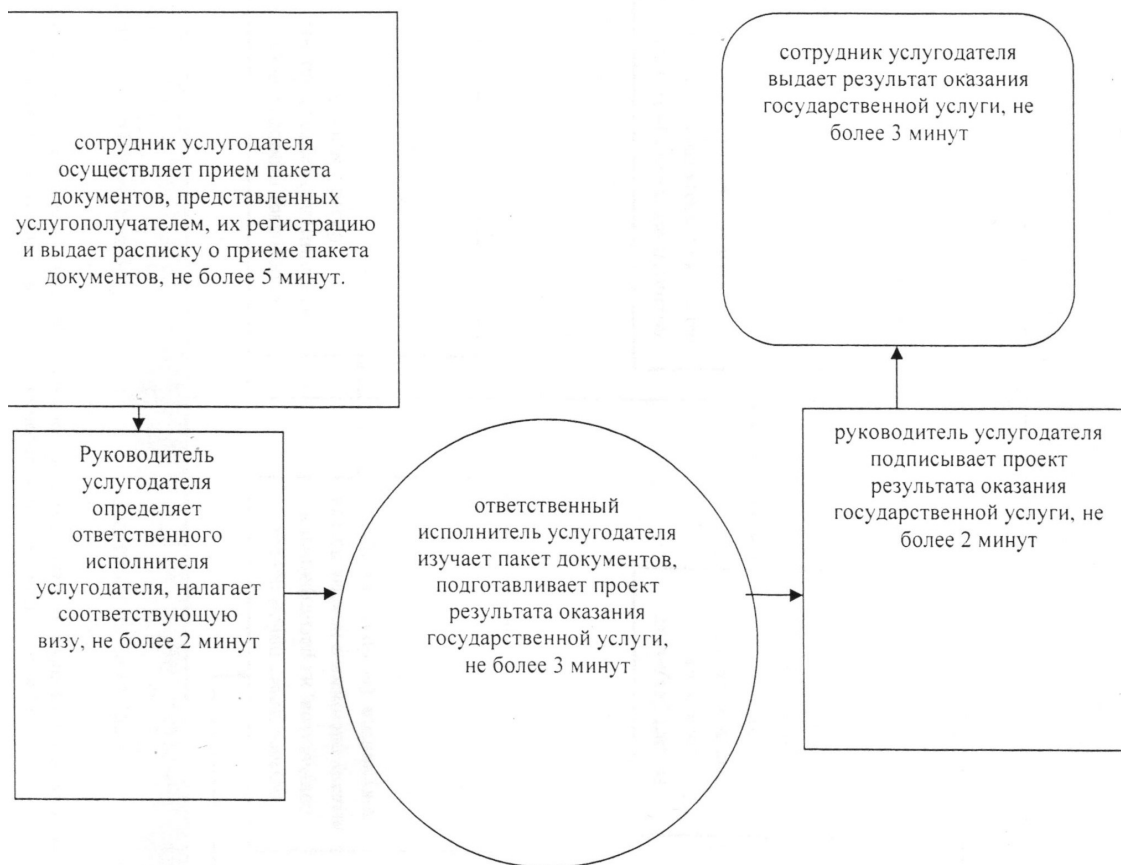 сотрудник услугодателя
осуществляет прием пакета
документов, представленных
услугополучателем, их регистрацию
и выдает расписку о приеме пакета
документов, не более 5 минут.
Руководитель
услугодателя
определяет
ответственного
исполнителя
услугодателя, налагает
соответствующую
визу, не более 2 минут
ответственный
исполнитель услугодателя
изучает пакет документов,
подготавливает проект
результата оказания
государственной услуги,
не более 3 минут
руководитель услугодателя
подписывает проект
результата оказания
государственной услуги, не
более 2 минут
сотрудник услугодателя
выдает результат оказания
государственной услуги, не
более 3 минут